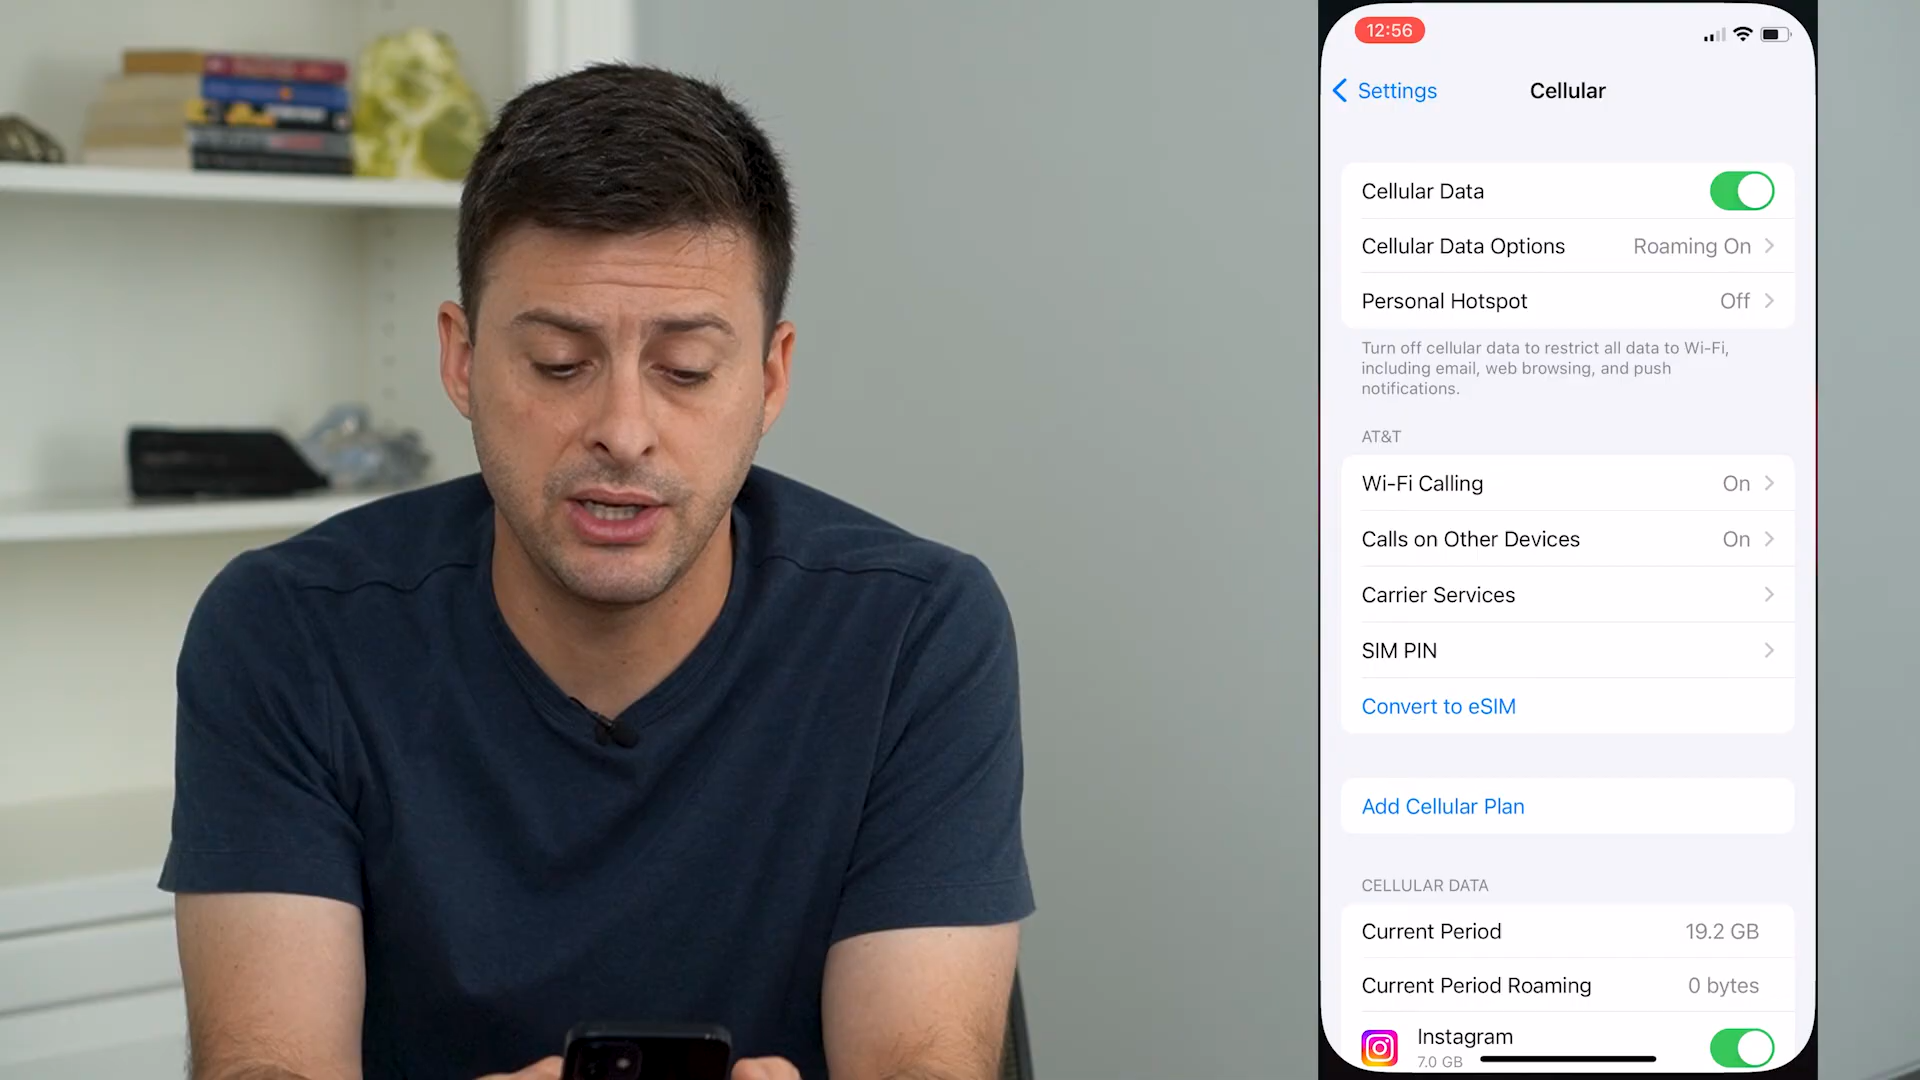 12:56
Settings
Cellular
Cellular Data
Cellular Data Options Roaming On
Personal Hotspot Off
Turn off cellular data to restrict all data to Wi-Fi,
including email, web browsing, and push
notifications.
AT&T
Wi-Fi Calling On
Calls on Other Devices On
Carrier Services
SIM PIN
Convert to eSIM
Add Cellular Plan
CELLULAR DATA
Current Period 19.2 GB
Current Period Roaming 0 bytes
Instagram
7.0 GB